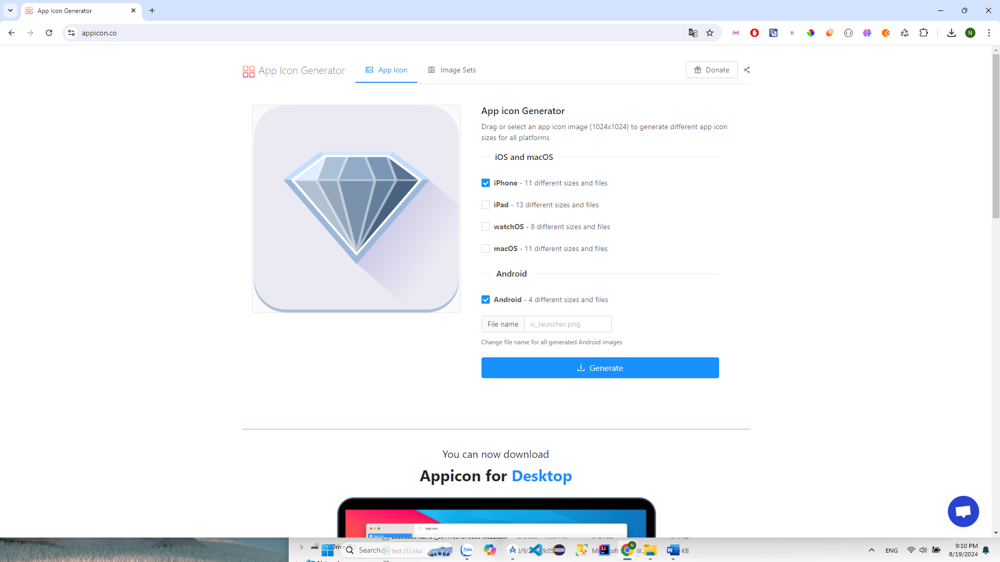 App Icon Generator
appicon.co
N
App Icon Generator
App Icon
Image Sets
Donate
App icon Generator
Drag or select an app icon image (1024x1024) to generate different app icon
sizes for all platforms
iOS and macOS
iPhone - 11 different sizes and files
iPad - 13 different sizes and files
watchOS - 8 different sizes and files
macOS - 11 different sizes and files
Android
Android - 4 different sizes and files
File name
ic_launcher.png
Change file name for all generated Android images
Generate
You can now download
Appicon for Desktop
App Icon
Search
test (1).xlsx
Zalo
ENG
9:10 PM
8/19/2024